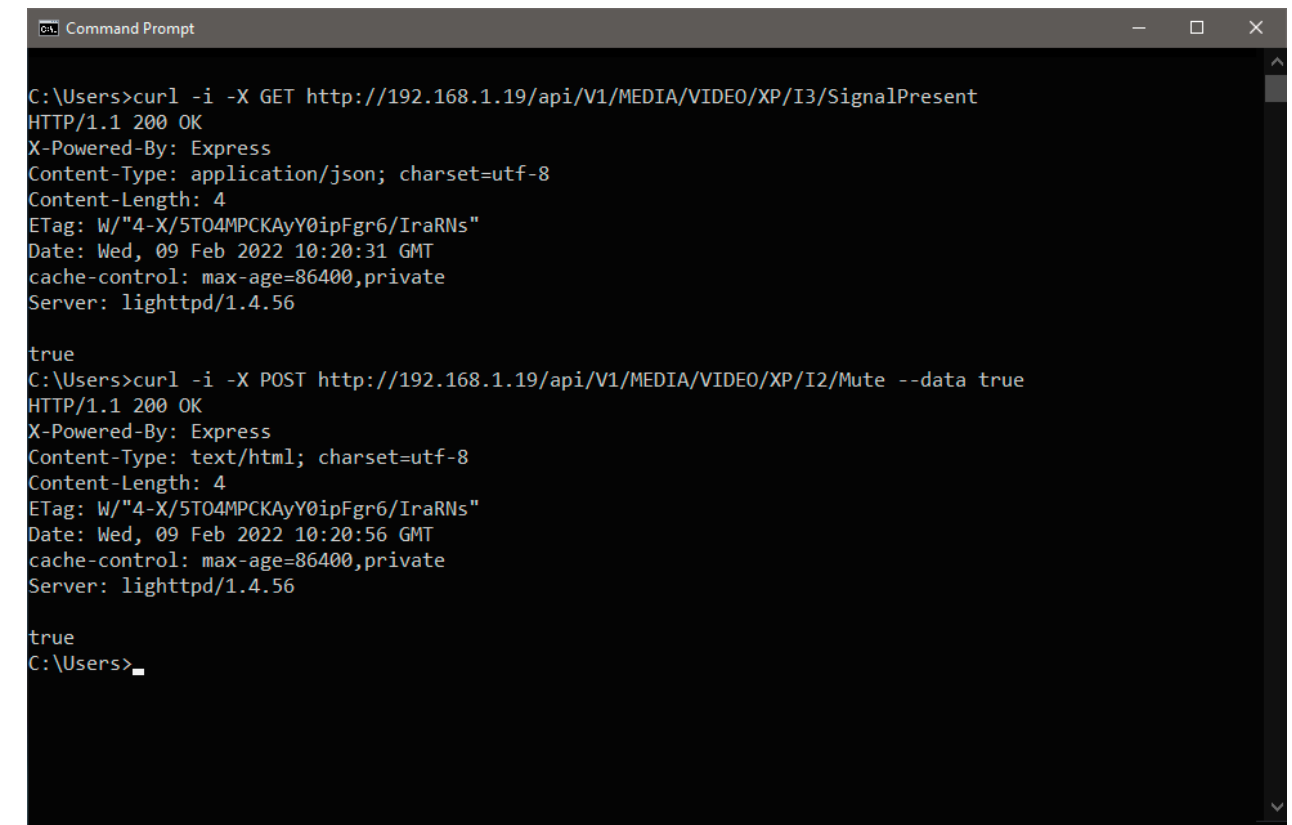 Command Prompt
C:\Users>curl -i -X GET http://192.168.1.19/api/V1/MEDIA/VIDEO/XP/I3/SignalPresent
HTTP/1.1 200 OK
X-Powered-By: Express
Content-Type: application/json; charset=utf-8
Content-Length: 4
ETag: W/"4-X/5TO4MPCKAyY0ipFgr6/IraRNs"
Date: Wed, 09 Feb 2022 10:20:31 GMT
cache-control: max-age=86400,private
Server: lighttpd/1.4.56
true
C:\Users>curl -i -X POST http://192.168.1.19/api/V1/MEDIA/VIDEO/XP/I2/Mute --data true
HTTP/1.1 200 OK
X-Powered-By: Express
Content-Type: text/html; charset=utf-8
Content-Length: 4
ETag: W/"4-X/5TO4MPCKAyY0ipFgr6/IraRNs"
Date: Wed, 09 Feb 2022 10:20:56 GMT
cache-control: max-age=86400,private
Server: lighttpd/1.4.56
true
C:\Users>